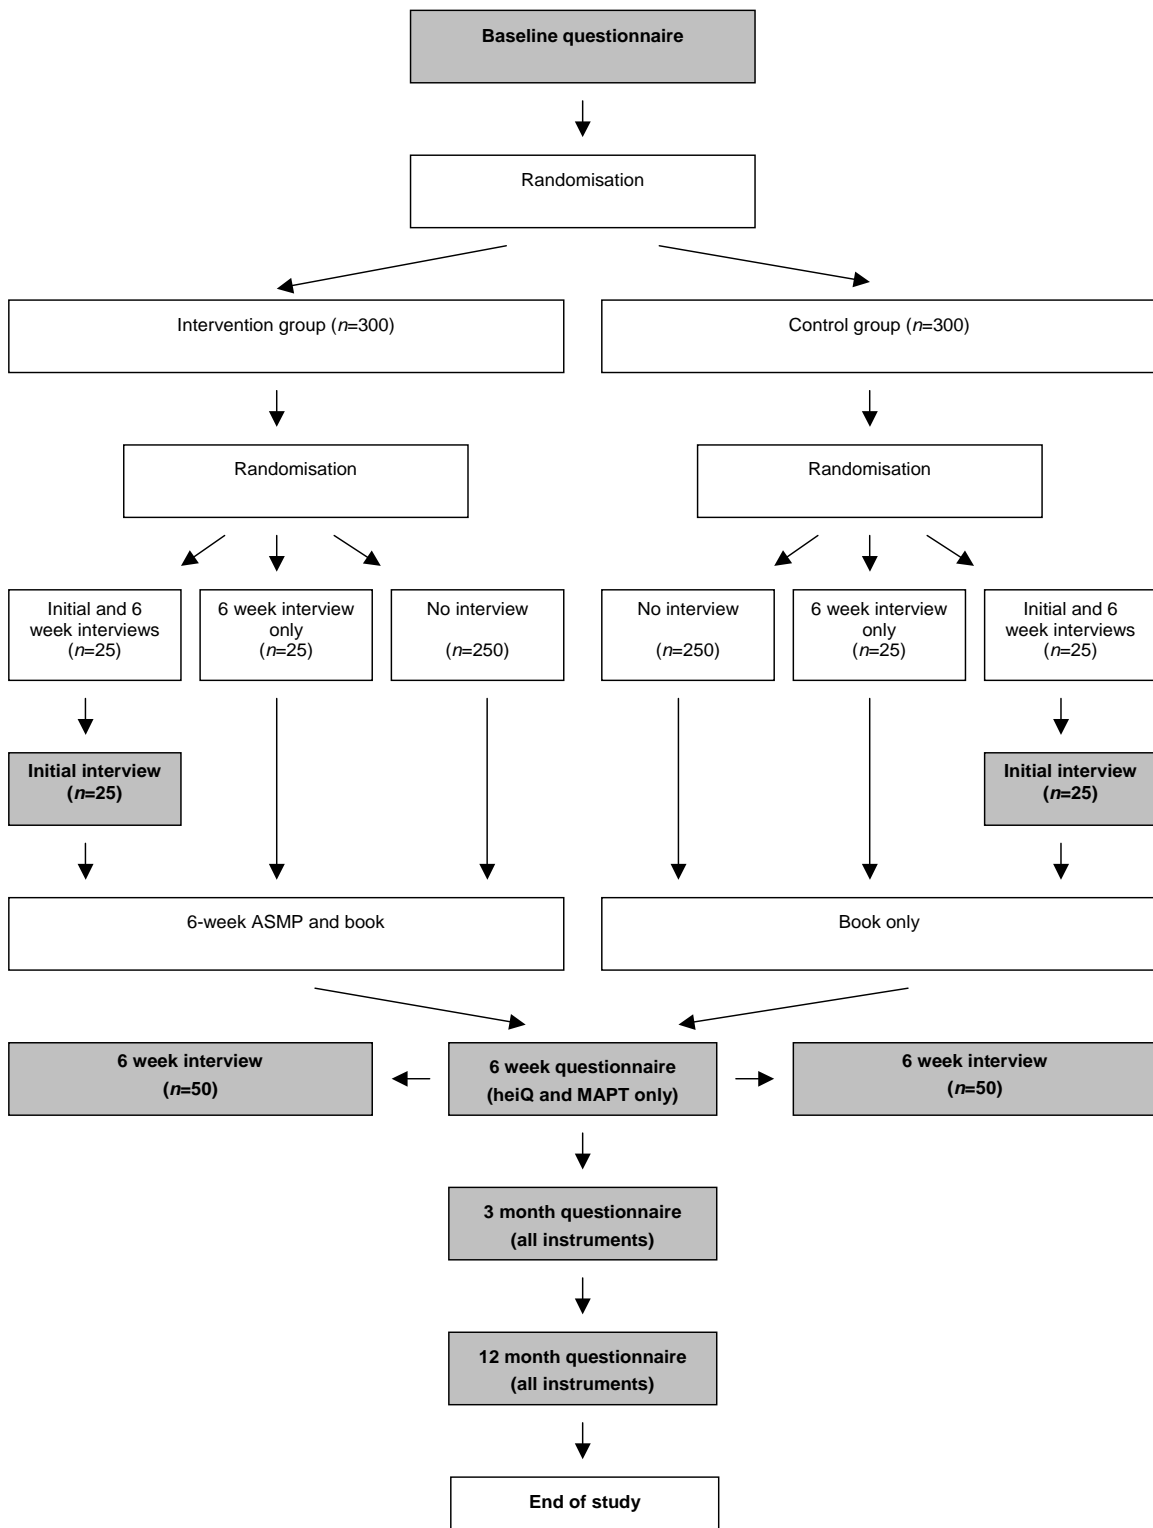 Baseline questionnaire
Randomisation
Intervention group (n=300)
Control group (n=300)
Randomisation
Randomisation
Initial and 6
week interviews
(n=25)
6 week interview
only
(n=25)
No interview
(n=250)
No interview
(n=250)
6 week interview
only
(n=25)
Initial and 6
week interviews
(n=25)
Initial interview
(n=25)
Initial interview
(n=25)
6-week ASMP and book
Book only
6 week interview
(n=50)
6 week questionnaire
(heiQ and MAPT only)
6 week interview
(n=50)
3 month questionnaire
(all instruments)
12 month questionnaire
(all instruments)
End of study